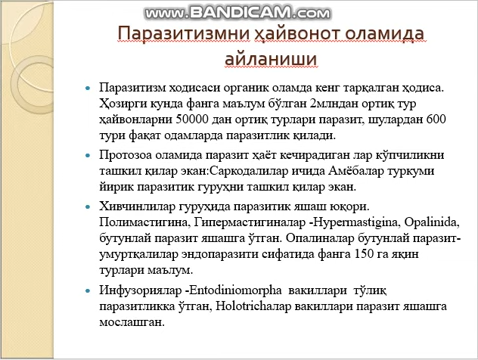 www.BANDICAM.com
Паразитизмни ҳайвонот оламида
айланиши
Паразитизм ходисаси органик оламда кенг тарқалган ҳодиса.
Ҳозирги кунда фанга маълум бўлган 2млндан ортиқ тур
ҳайвонларни 50000 дан ортиқ турлари паразит, шулардан 600
тури фақат одамларда паразитлик қилади.
Протозоа оламида паразит ҳаёт кечирадиган лар кўпчиликни
ташкил қилар экан:Саркодалилар ичида Амёбалар туркуми
йирик паразитик гуруҳни ташкил қилар экан.
Хивчинлилар гуруҳида паразитик яшаш юқори.
Полимастигина, Гипермастигиналар -Hypermastigina, Opalinida,
бутунлай паразит яшашга ўтган. Опалиналар бутунлай паразит-
умуртқалилар эндопаразити сифатида фанга 150 га яқин
турлари маълум.
Инфузориялар -Entodiniomorpha вакиллари тўлиқ
паразитликка ўтган, Holotrichaлар вакиллари паразит яшашга
мослашган.